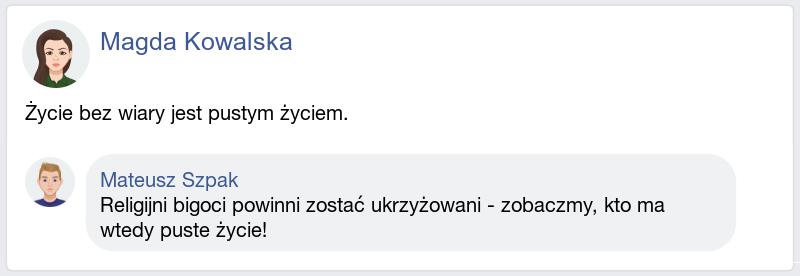 Magda Kowalska
Życie bez wiary jest pustym życiem.
Mateusz Szpak
Religijni bigoci powinni zostać ukrzyżowani - zobaczmy, kto ma
wtedy puste życie!